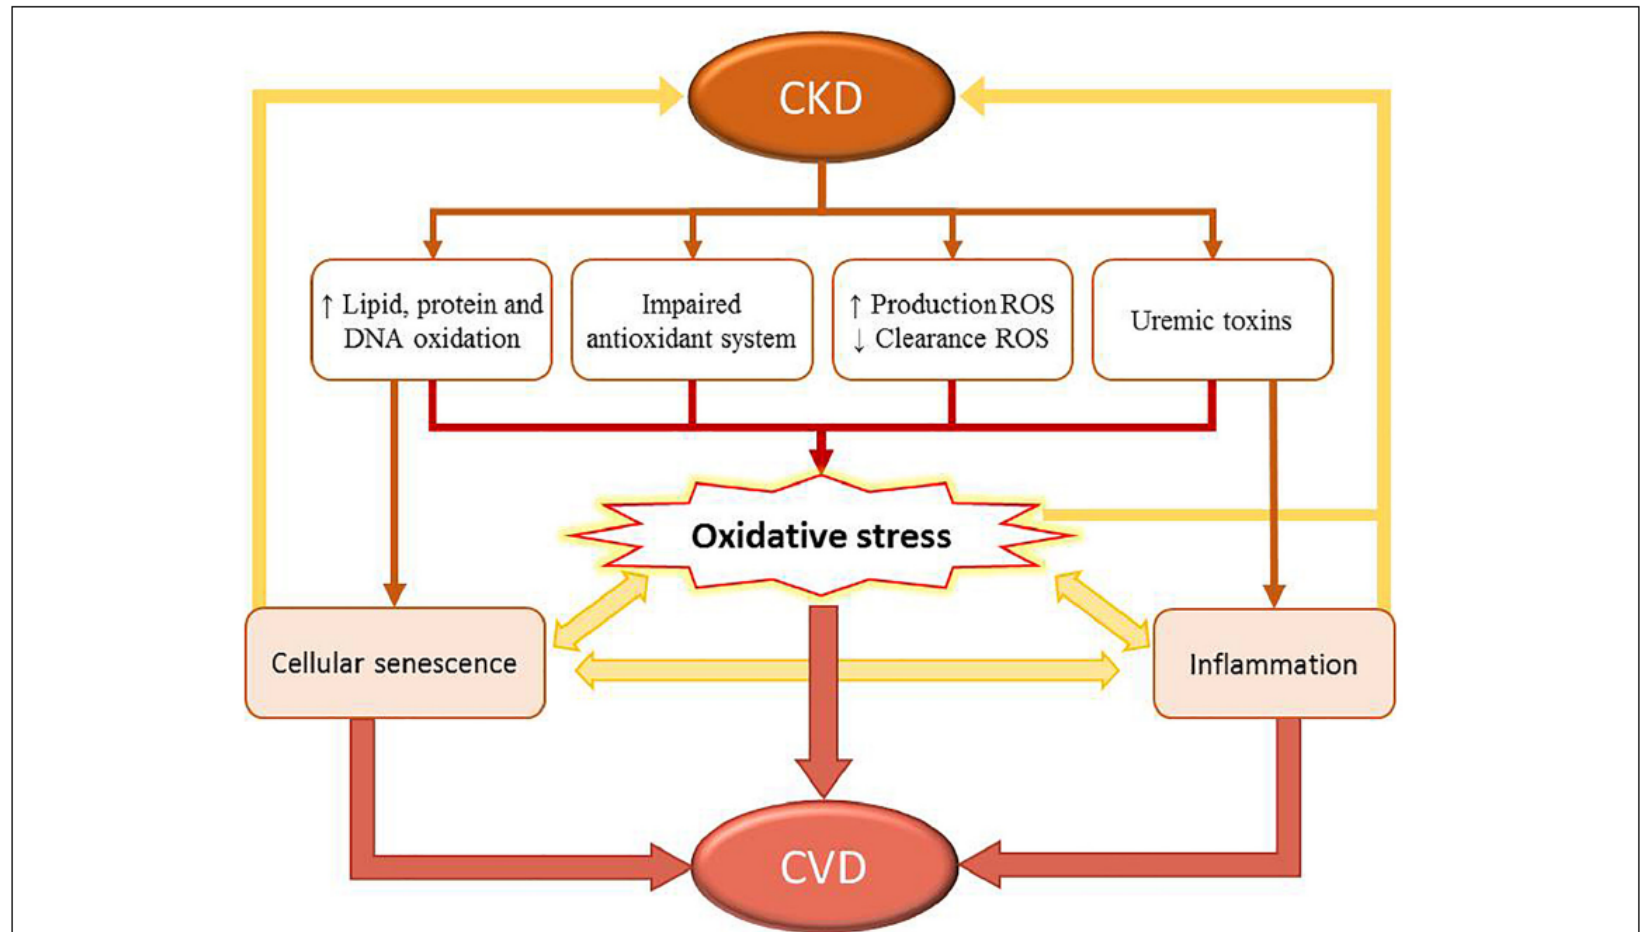 CKD
↑ Lipid, protein and
DNA oxidation
Impaired
antioxidant system
↑ Production ROS
↓ Clearance ROS
Uremic toxins
Oxidative stress
Cellular senescence
Inflammation
CVD